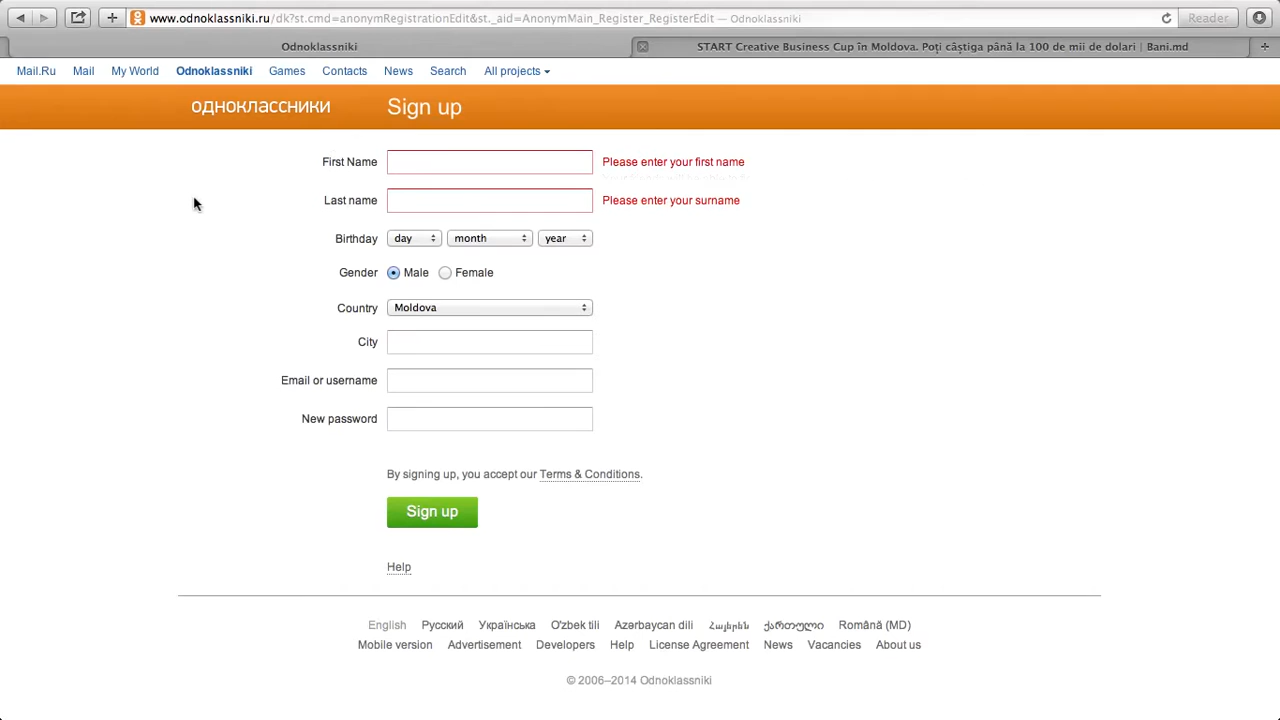 www.odnoklassniki.ru/dk?st.cmd=anonymRegistrationEdit&st._aid=AnonymMain_Register_RegisterEdit — Odnoklassniki
Reader
Odnoklassniki
START Creative Business Cup în Moldova. Poți câștiga până la 100 de mii de dolari | Bani.md
Mail.Ru Mail My World Odnoklassniki Games Contacts News Search All projects
одноклассники Sign up
First Name Please enter your first name
Last name Please enter your surname
Birthday day month year
Gender Male Female
Country Moldova
City
Email or username
New password
By signing up, you accept our Terms & Conditions.
Sign up
Help
English Русский Українська O'zbek tili Azərbaycan dili Հայերեն ქართული Română (MD)
Mobile version Advertisement Developers Help License Agreement News Vacancies About us
© 2006–2014 Odnoklassniki